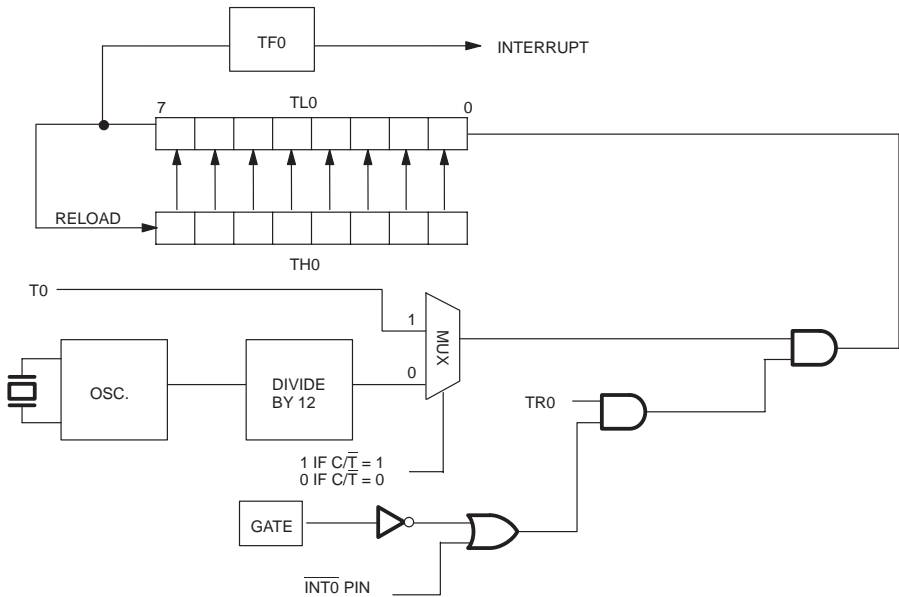 TF0
INTERRUPT
7 TL0 0
RELOAD
TH0
T0
1
MUX
0
OSC.
DIVIDE
BY 12
TR0
1 IF C/T̅ = 1
0 IF C/T̅ = 0
GATE
I̅N̅T̅0̅ PIN